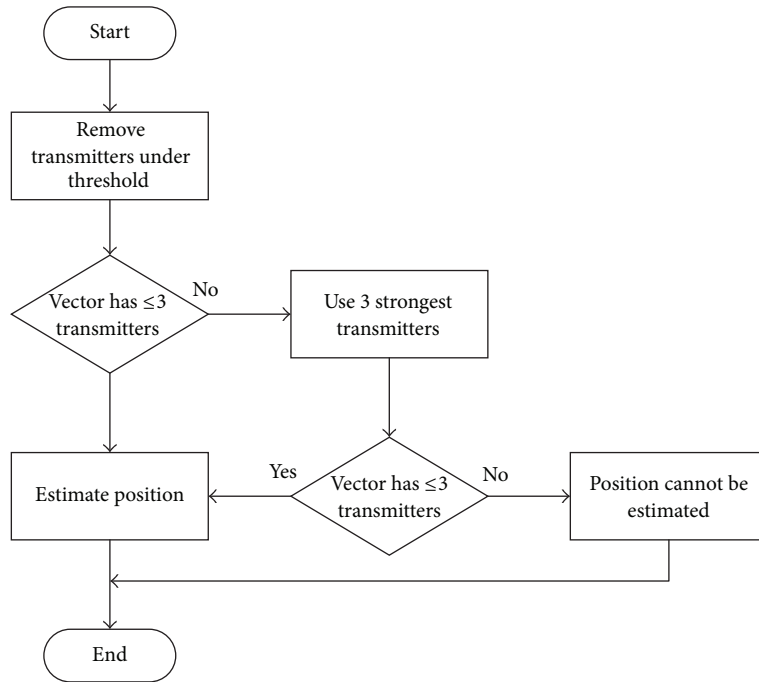 Start
Remove
transmitters under
threshold
Vector has ≤3
transmitters
No
Use 3 strongest
transmitters
Estimate position
Yes
Vector has ≤3
transmitters
No
Position cannot be
estimated
End